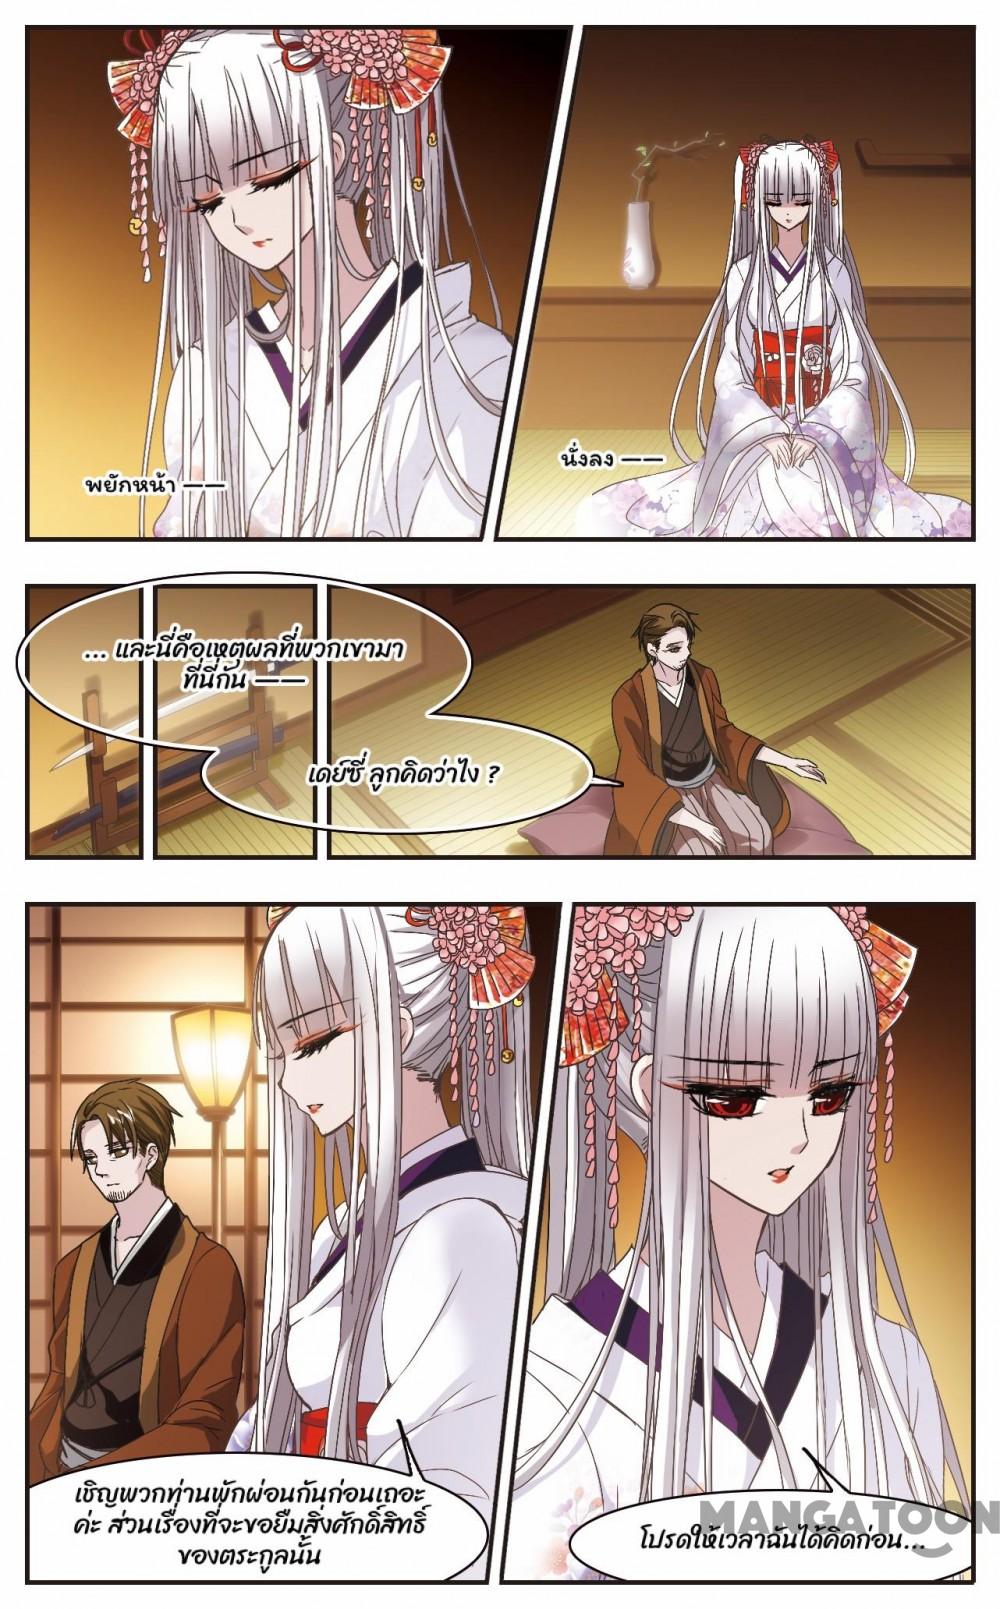 พยักหน้า ——
นั่งลง ——
... และนี่คือเหตุผลที่พวกเขามา
ที่นี่กัน ——
เดย์ซี่ ลูกคิดว่าไง ?
เชิญพวกท่านพักผ่อนกันก่อนเถอะ
ค่ะ ส่วนเรื่องที่จะขอยืมสิ่งศักดิ์สิทธิ์
ของตระกูลนั้น
โปรดให้เวลาฉันได้คิดก่อน...
MANGATOON